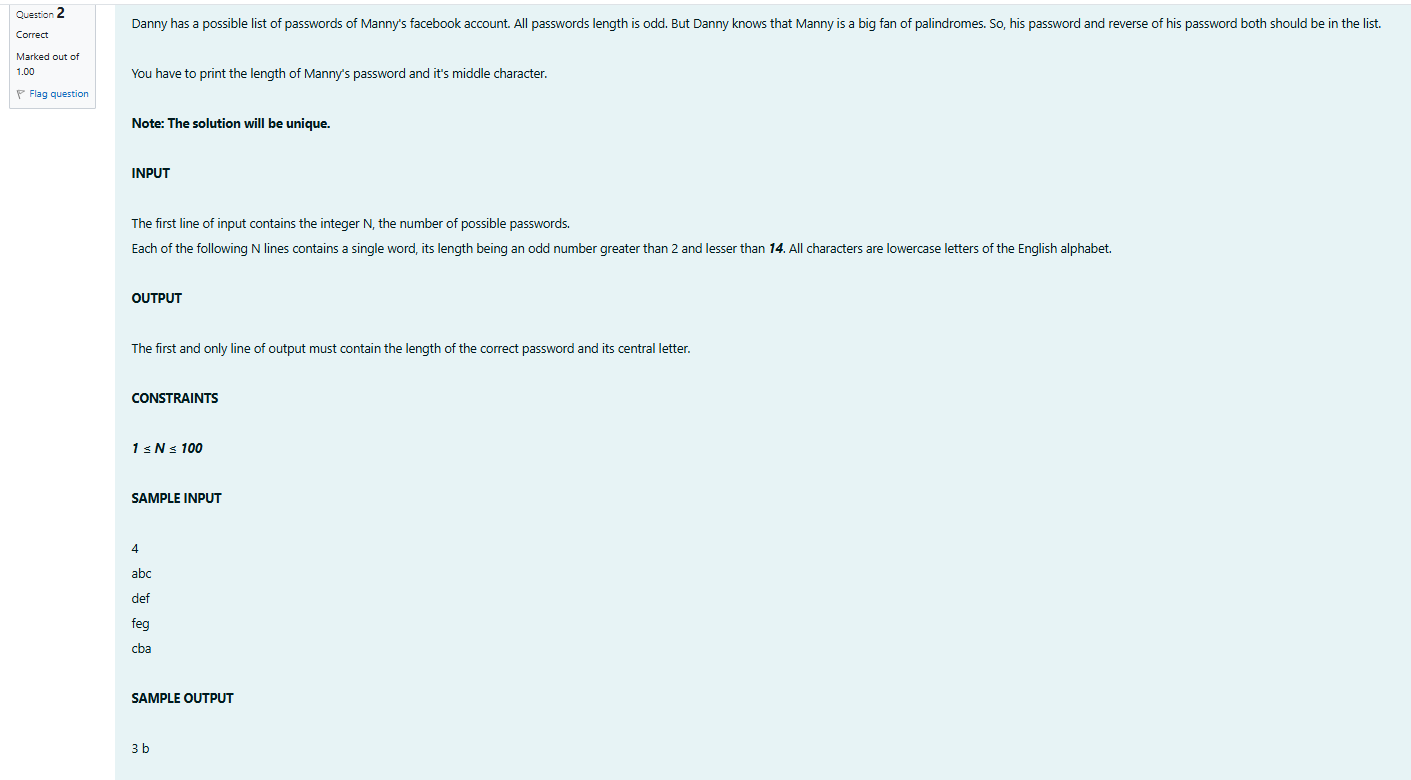 Question 2
Correct
Marked out of
1.00
Flag question
Danny has a possible list of passwords of Manny's facebook account. All passwords length is odd. But Danny knows that Manny is a big fan of palindromes. So, his password and reverse of his password both should be in the list.
You have to print the length of Manny's password and it's middle character.
Note: The solution will be unique.
INPUT
The first line of input contains the integer N, the number of possible passwords.
Each of the following N lines contains a single word, its length being an odd number greater than 2 and lesser than 14. All characters are lowercase letters of the English alphabet.
OUTPUT
The first and only line of output must contain the length of the correct password and its central letter.
CONSTRAINTS
1 ≤ N ≤ 100
SAMPLE INPUT
4
abc
def
feg
cba
SAMPLE OUTPUT
3 b